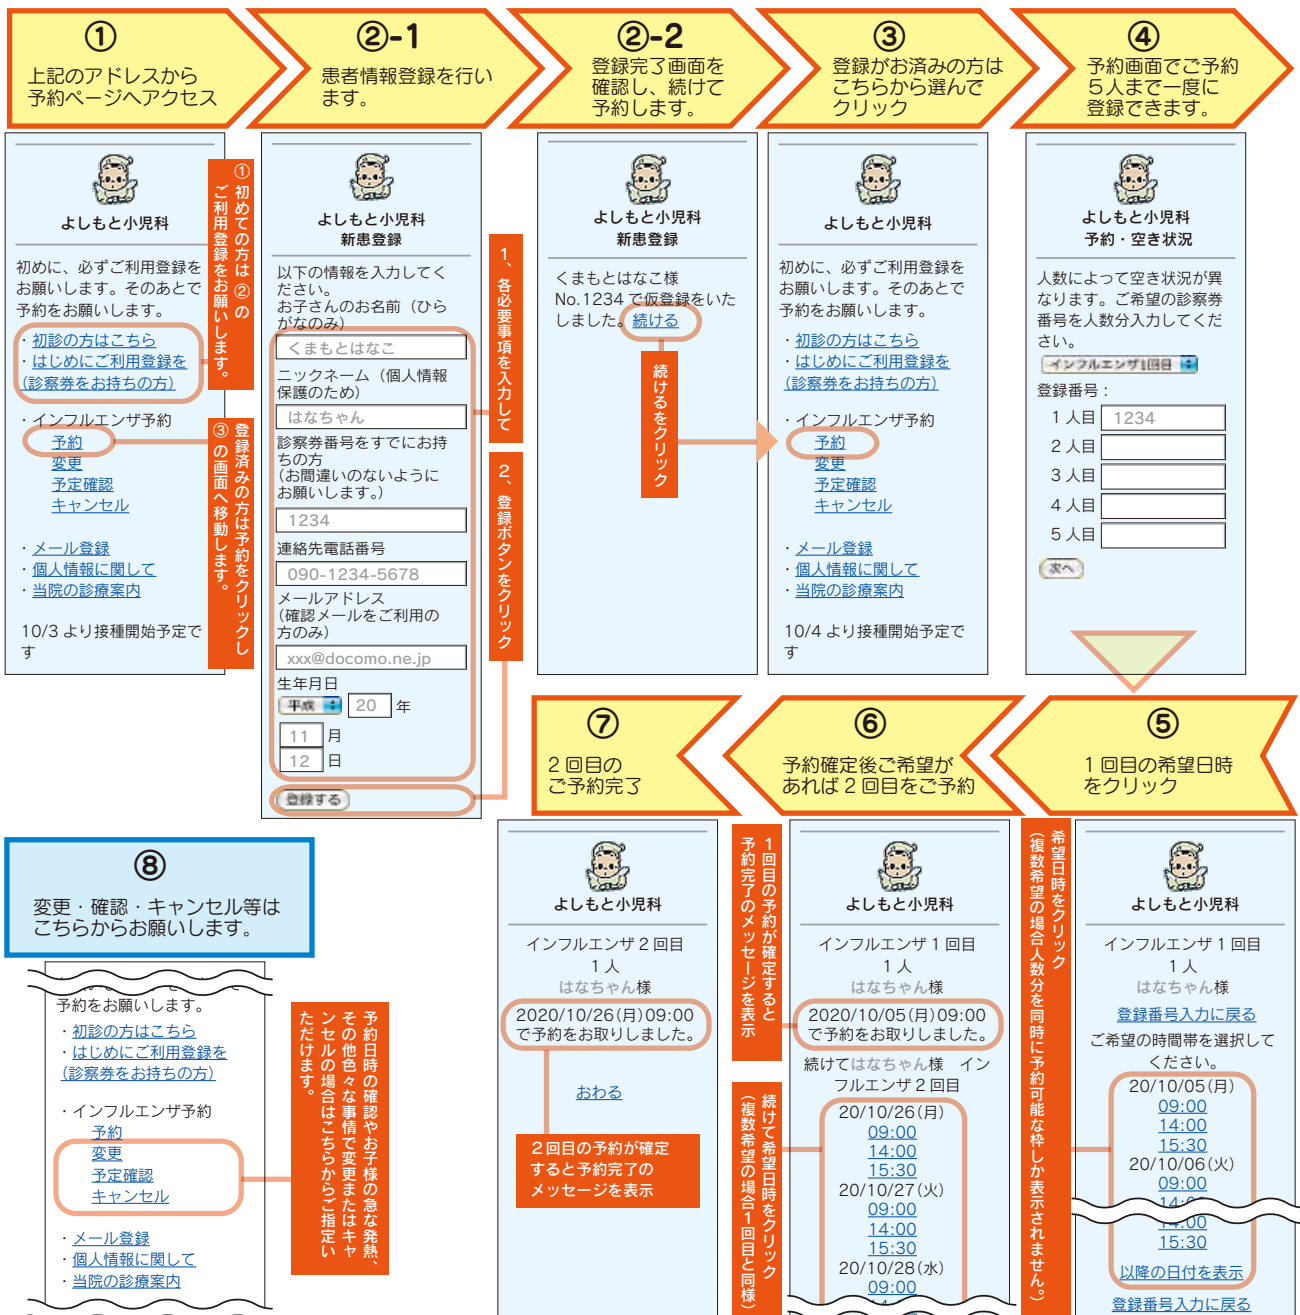 ①
上記のアドレスから
予約ページへアクセス
②-1
患者情報登録を行い
ます。
②-2
登録完了画面を
確認し、続けて
予約します。
③
登録がお済みの方は
こちらから選んで
クリック
④
予約画面でご予約
5人まで一度に
登録できます。
よしもと小児科
初めに、必ずご利用登録を
お願いします。そのあとで
予約をお願いします。
・初診の方はこちら
・はじめにご利用登録を
(診察券をお持ちの方)
・インフルエンザ予約
予約
変更
予定確認
キャンセル
・メール登録
・個人情報に関して
・当院の診療案内
10/3 より接種開始予定で
す
① 初めての方は ② の
ご利用登録をお願いします。
登録済みの方は予約をクリックし
③ の画面へ移動します。
よしもと小児科
新患登録
以下の情報を入力してく
ださい。
お子さんのお名前(ひら
がなのみ)
くまもとはなこ
ニックネーム(個人情報
保護のため)
はなちゃん
診察券番号をすでにお持
ちの方
(お間違いのないように
お願いします。)
1234
連絡先電話番号
090-1234-5678
メールアドレス
(確認メールをご利用の
方のみ)
xxx@docomo.ne.jp
生年月日
平成 20 年
11 月
12 日
登録する
1、各必要事項を入力して
2、登録ボタンをクリック
よしもと小児科
新患登録
くまもとはなこ様
No.1234 で仮登録をいた
しました。続ける
続けるをクリック
よしもと小児科
初めに、必ずご利用登録を
お願いします。そのあとで
予約をお願いします。
・初診の方はこちら
・はじめにご利用登録を
(診察券をお持ちの方)
・インフルエンザ予約
予約
変更
予定確認
キャンセル
・メール登録
・個人情報に関して
・当院の診療案内
10/4 より接種開始予定で
す
よしもと小児科
予約・空き状況
人数によって空き状況が異
なります。ご希望の診察券
番号を人数分入力してくだ
さい。
インフルエンザ1回目
登録番号:
1 人目 1234
2 人目
3 人目
4 人目
5 人目
次へ
⑤
1回目の希望日時
をクリック
希望日時をクリック
(複数希望の場合人数分を同時に予約可能な枠しか表示されません。)
よしもと小児科
インフルエンザ 1 回目
1 人
はなちゃん様
登録番号入力に戻る
ご希望の時間帯を選択して
ください。
20/10/05(月)
09:00
14:00
15:30
20/10/06(火)
09:00
14:00
14:00
15:30
以降の日付を表示
登録番号入力に戻る
⑥
予約確定後ご希望が
あれば 2 回目をご予約
1回目の予約が確定すると
予約完了のメッセージを表示
続けて希望日時をクリック
(複数希望の場合1回目と同様)
よしもと小児科
インフルエンザ 1 回目
1 人
はなちゃん様
2020/10/05(月)09:00
で予約をお取りしました。
続けてはなちゃん様 イン
フルエンザ 2 回目
20/10/26(月)
09:00
14:00
15:30
20/10/27(火)
09:00
14:00
15:30
20/10/28(水)
09:00
⑦
2 回目の
ご予約完了
よしもと小児科
インフルエンザ 2 回目
1 人
はなちゃん様
2020/10/26(月)09:00
で予約をお取りしました。
おわる
2回目の予約が確定
すると予約完了の
メッセージを表示
⑧
変更・確認・キャンセル等は
こちらからお願いします。
予約をお願いします。
・初診の方はこちら
・はじめにご利用登録を
(診察券をお持ちの方)
・インフルエンザ予約
予約
変更
予定確認
キャンセル
・メール登録
・個人情報に関して
・当院の診療案内
予約日時の確認やお子様の急な発熱、
その他色々な事情で変更またはキャ
ンセルの場合はこちらからご指定い
ただけます。